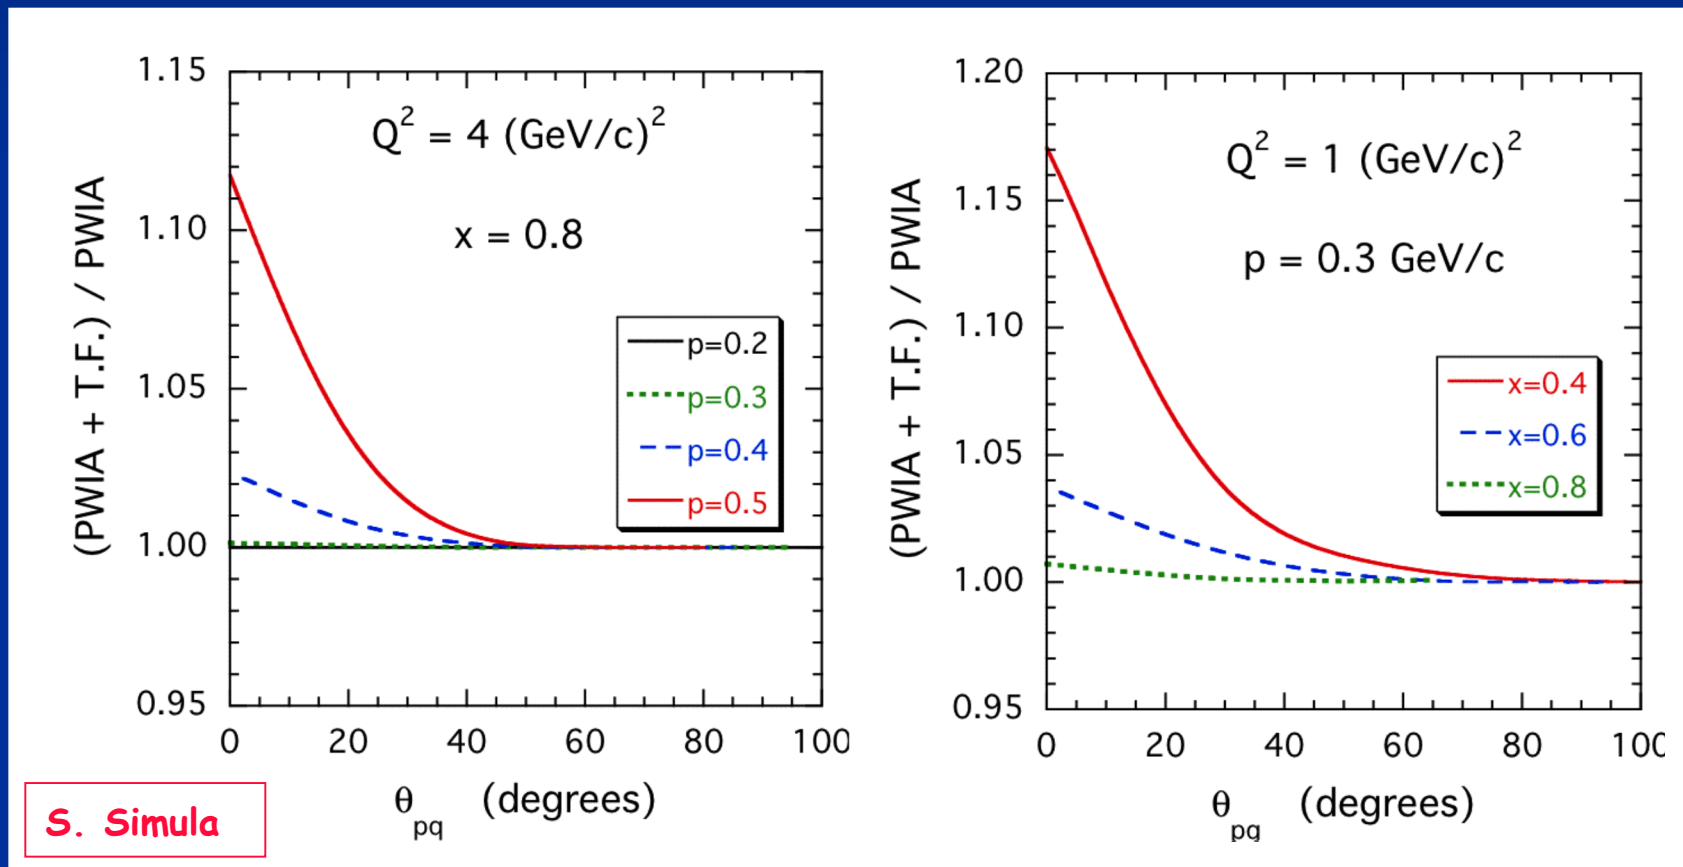 1.15
1.10
1.05
1.00
0.95
(PWIA + T.F.) / PWIA
Q² = 4 (GeV/c)²
x = 0.8
p=0.2
p=0.3
p=0.4
p=0.5
0 20 40 60 80 100
θpq (degrees)
S. Simula
1.20
1.15
1.10
1.05
1.00
0.95
(PWIA + T.F.) / PWIA
Q² = 1 (GeV/c)²
p = 0.3 GeV/c
x=0.4
x=0.6
x=0.8
0 20 40 60 80 100
θpq (degrees)